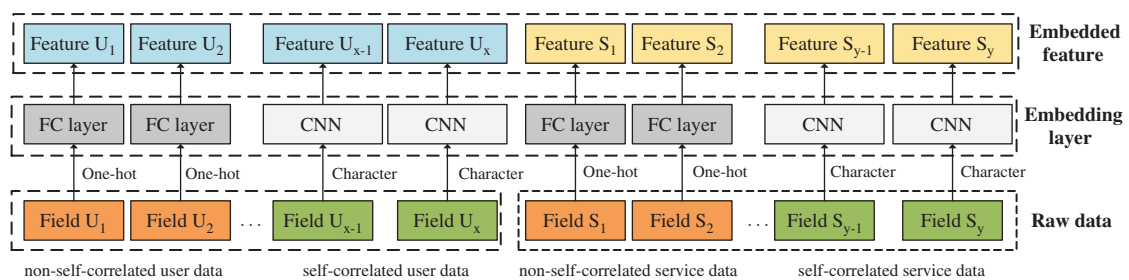 Feature U1 Feature U2 Feature Ux-1 Feature Ux Feature S1 Feature S2 Feature Sy-1 Feature Sy
Embedded
feature
FC layer FC layer CNN CNN FC layer FC layer CNN CNN
Embedding
layer
One-hot One-hot Character Character One-hot One-hot Character Character
Field U1 Field U2 ... Field Ux-1 Field Ux Field S1 Field S2 ... Field Sy-1 Field Sy
Raw data
non-self-correlated user data self-correlated user data non-self-correlated service data self-correlated service data